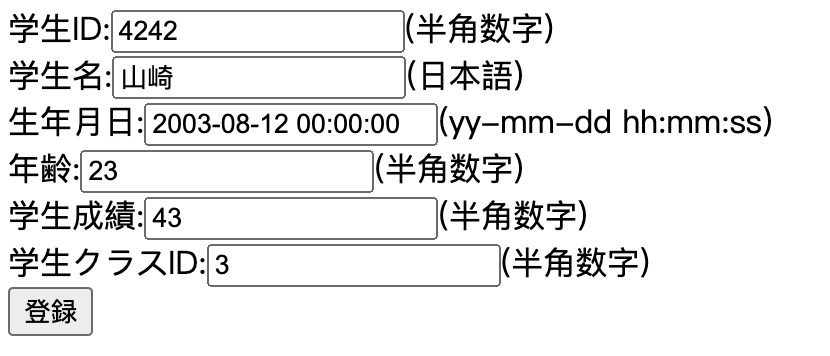 学生ID:4242(半角数字)
学生名:山崎(日本語)
生年月日:2003-08-12 00:00:00(yy-mm-dd hh:mm:ss)
年齢:23(半角数字)
学生成績:43(半角数字)
学生クラスID:3(半角数字)
登録